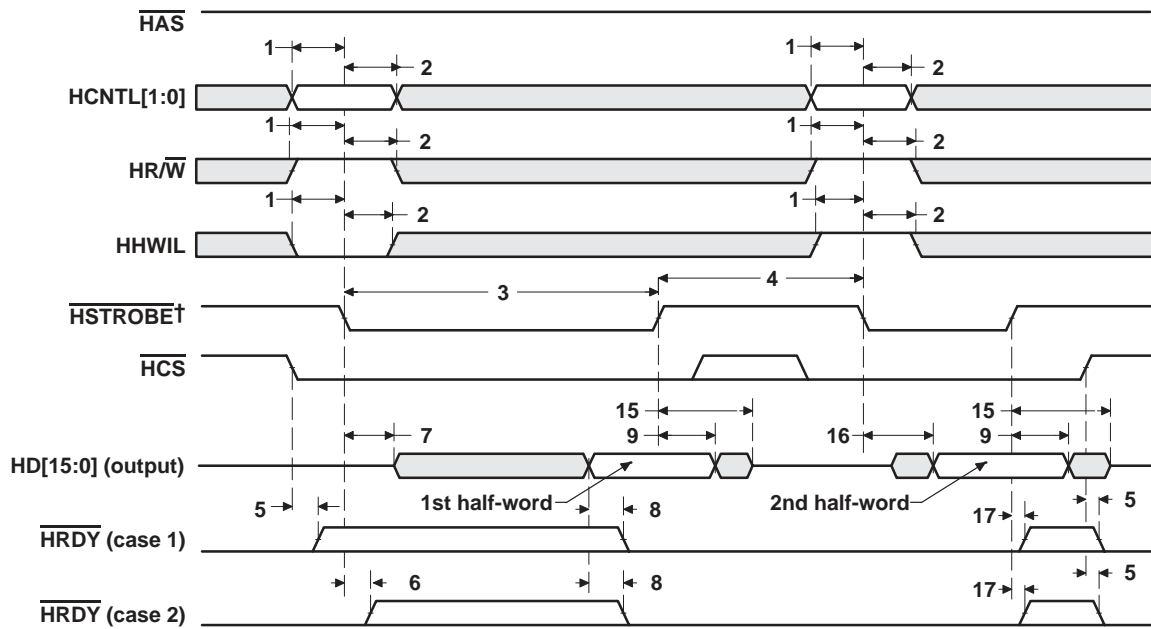 HAS
1
1
2
2
HCNTL[1:0]
1
1
2
2
HR/W
1
1
2
2
HHWIL
4
3
HSTROBE†
HCS
15
15
7
9
16
9
HD[15:0] (output)
1st half-word
2nd half-word
5
8
17
5
HRDY (case 1)
6
8
17
5
HRDY (case 2)